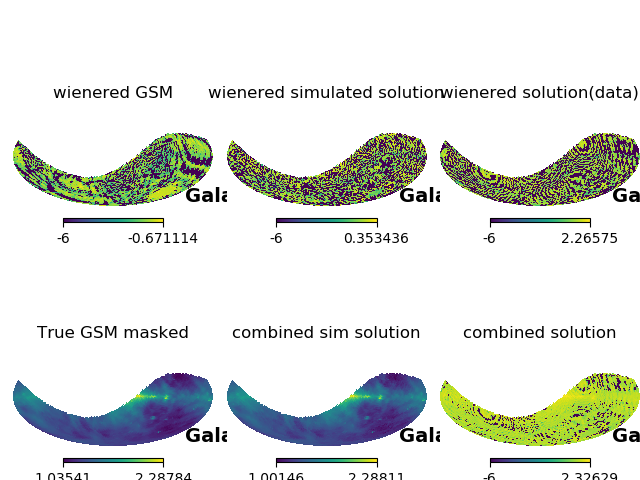 wienered GSM
wienered simulated solution
wienered solution(data)
Gala
Gala
Ga
-6 -0.671114
-6 0.353436
-6 2.26575
True GSM masked
combined sim solution
combined solution
Gala
Gala
Ga
1.03541 2.28784
1.00146 2.28811
-6 2.32629